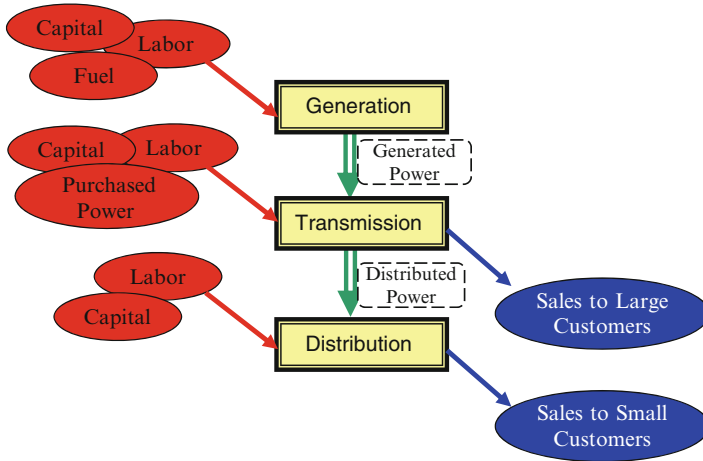 Capital
Labor
Fuel
Generation
Generated
Power
Capital
Labor
Purchased
Power
Transmission
Distributed
Power
Labor
Capital
Sales to Large
Customers
Distribution
Sales to Small
Customers